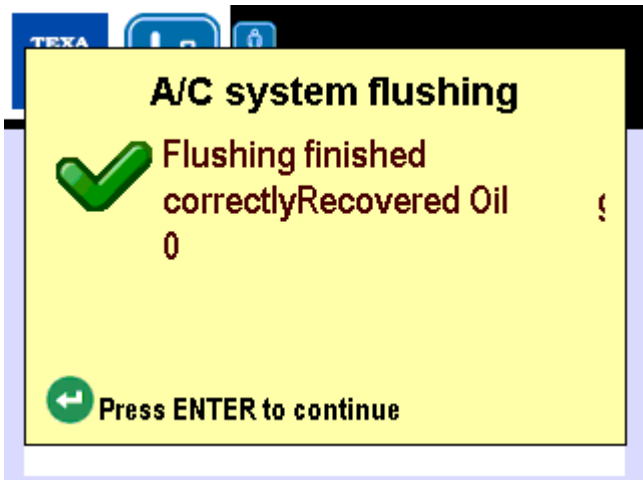 TEXA
A/C system flushing
Flushing finished
correctlyRecovered Oil
0
Press ENTER to continue